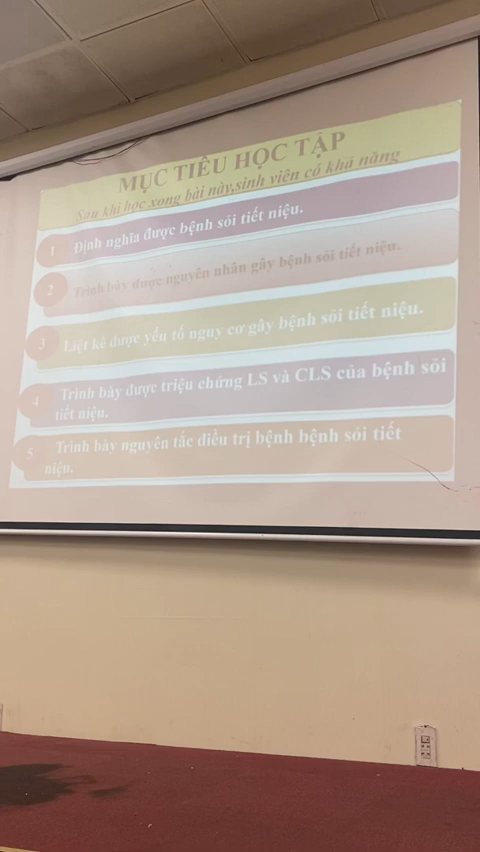 MỤC TIÊU HỌC TẬP
Sau khi học xong bài này,sinh viên có khả năng
1 Định nghĩa được bệnh sỏi tiết niệu.
2 Trình bày được nguyên nhân gây bệnh sỏi tiết niệu.
3 Liệt kê được yếu tố nguy cơ gây bệnh sỏi tiết niệu.
4 Trình bày được triệu chứng LS và CLS của bệnh sỏi
tiết niệu.
5 Trình bày nguyên tắc điều trị bệnh bệnh sỏi tiết
niệu.